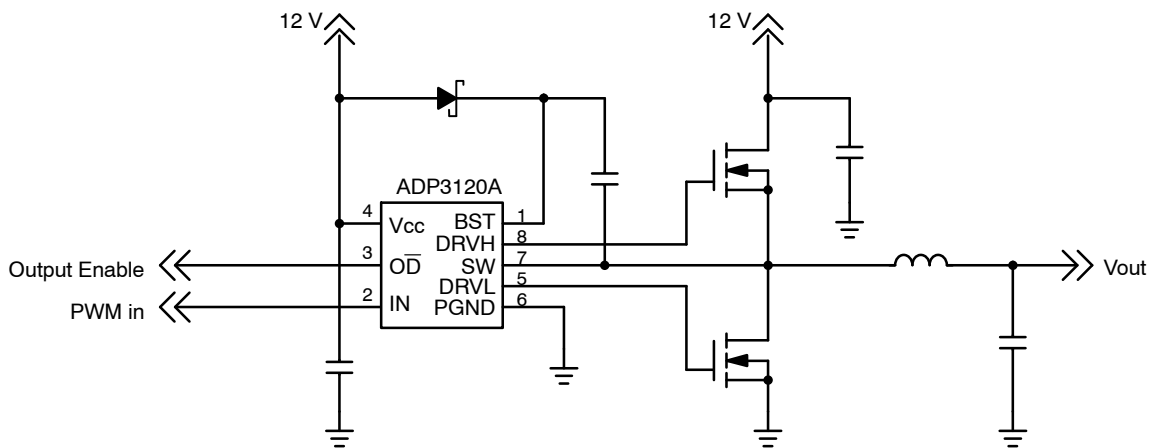 12 V
12 V
ADP3120A
4
Vcc
BST
1
DRVH
8
Output Enable
3
OD̅
SW
7
Vout
DRVL
5
PWM in
2
IN
PGND
6